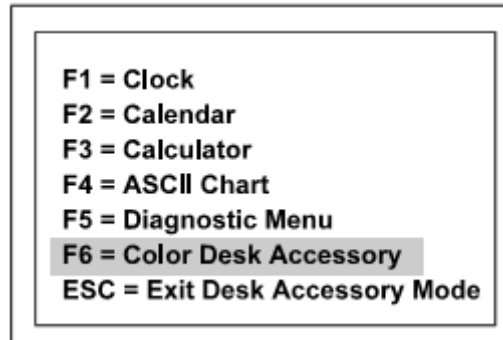 F1 = Clock
F2 = Calendar
F3 = Calculator
F4 = ASCII Chart
F5 = Diagnostic Menu
F6 = Color Desk Accessory
ESC = Exit Desk Accessory Mode